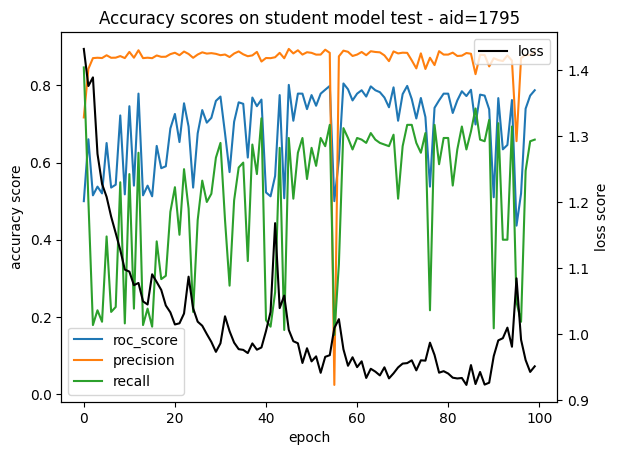 Accuracy scores on student model test - aid=1795
accuracy score
0.8
0.6
0.4
0.2
0.0
loss
roc_score
precision
recall
1.4
1.3
1.2
1.1
1.0
0.9
loss score
0
20
40
60
80
100
epoch